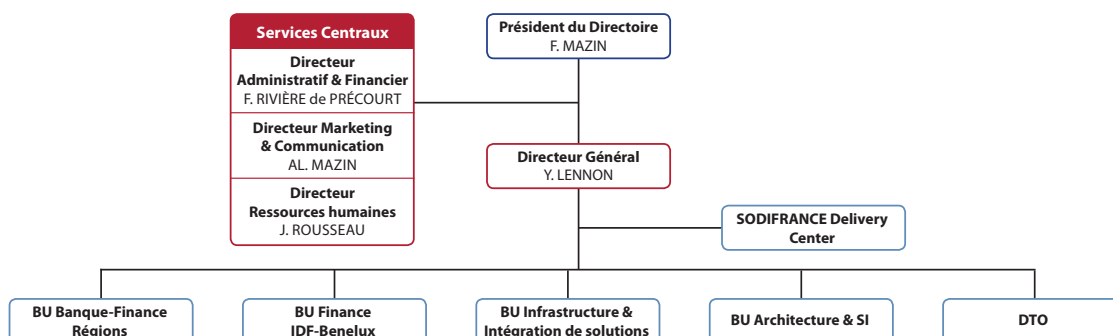 Services Centraux
Directeur
Administratif & Financier
F. RIVIÈRE de PRÉCOURT
Directeur Marketing
& Communication
AL. MAZIN
Directeur
Ressources humaines
J. ROUSSEAU
Président du Directoire
F. MAZIN
Directeur Général
Y. LENNON
SODIFRANCE Delivery
Center
BU Banque-Finance
Régions
BU Finance
IDF-Benelux
BU Infrastructure &
Intégration de solutions
BU Architecture & SI
DTO